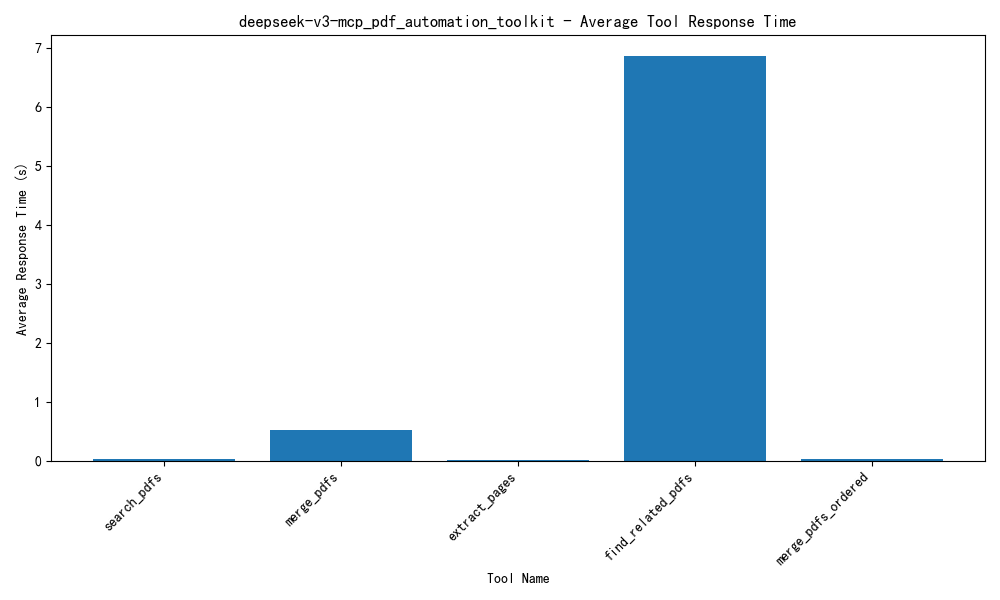 deepseek-v3-mcp_pdf_automation_toolkit - Average Tool Response Time
Average Response Time (s)
7
6
5
4
3
2
1
0
search_pdfs
merge_pdfs
extract_pages
find_related_pdfs
merge_pdfs_ordered
Tool Name